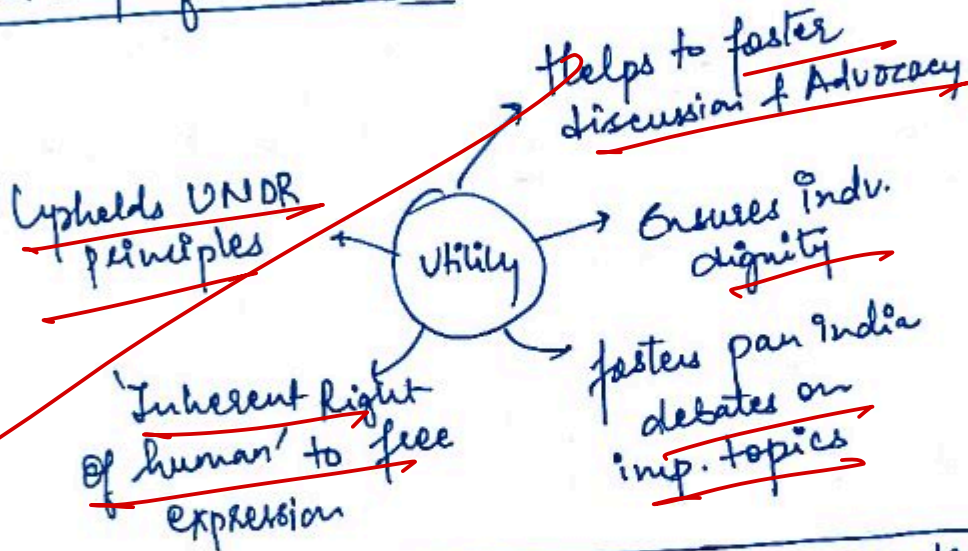 Helps to foster
discussion & Advocacy
Upholds UNDR
principles
Utility
Ensures indv.
dignity
fosters pan India
debates on
imp. topics
'Inherent Right
of human' to free
expression